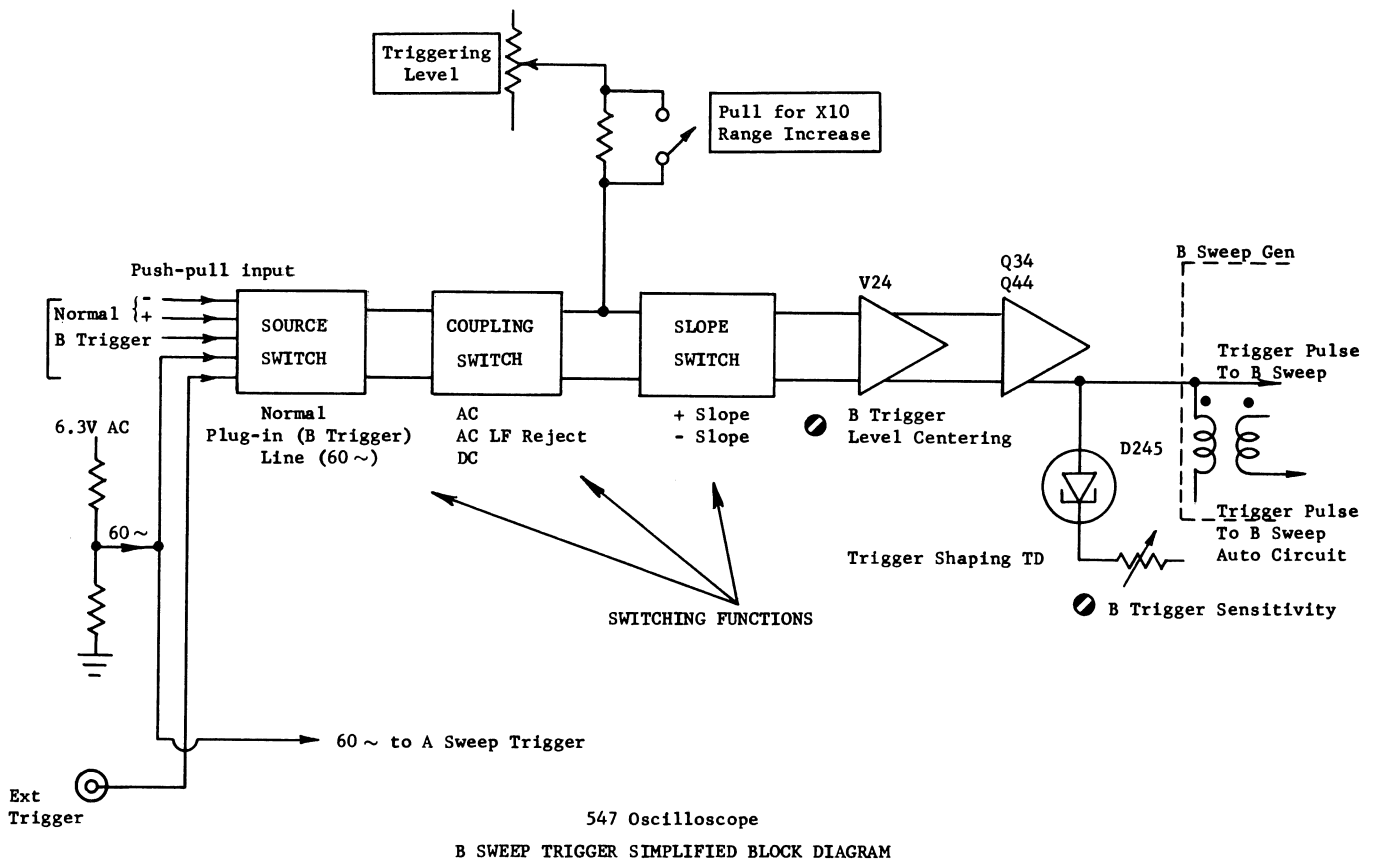 Triggering
Level
Pull for X10
Range Increase
Push-pull input
Normal { -
+
B Trigger
SOURCE
SWITCH
COUPLING
SWITCH
SLOPE
SWITCH
V24
Q34
Q44
B Sweep Gen
Trigger Pulse
To B Sweep
Normal
Plug-in (B Trigger)
Line (60 ~)
AC
AC LF Reject
DC
+ Slope
- Slope
B Trigger
Level Centering
D245
6.3V AC
60 ~
Trigger Pulse
To B Sweep
Auto Circuit
Trigger Shaping TD
B Trigger Sensitivity
SWITCHING FUNCTIONS
60 ~ to A Sweep Trigger
Ext
Trigger
547 Oscilloscope
B SWEEP TRIGGER SIMPLIFIED BLOCK DIAGRAM